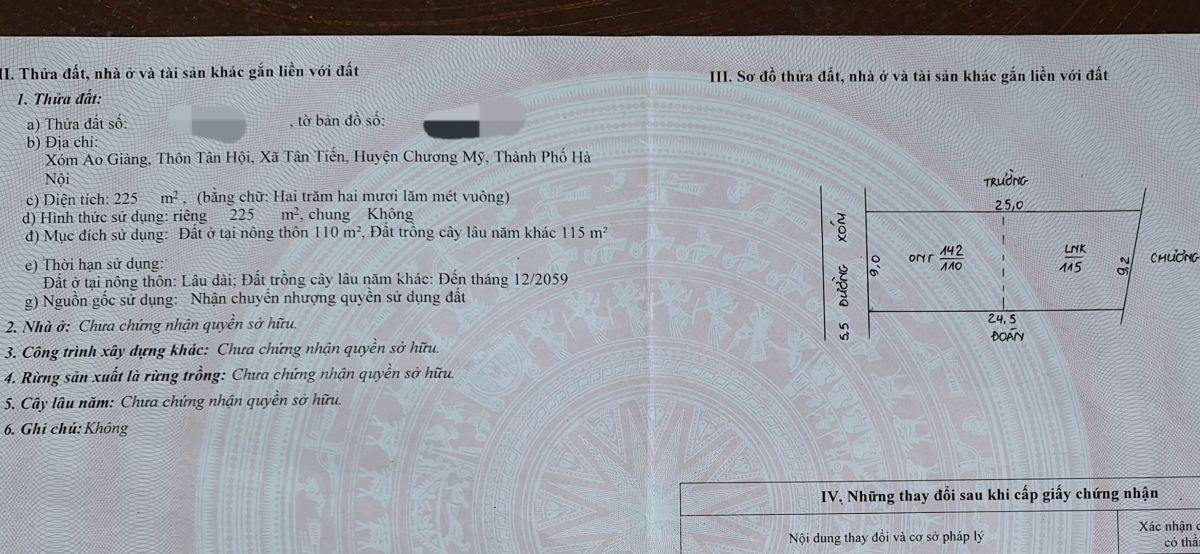 II. Thửa đất, nhà ở và tài sản khác gắn liền với đất
1. Thửa đất:
a) Thửa đất số: , tờ bản đồ số:
b) Địa chỉ:
Xóm Ao Giàng, Thôn Tân Hội, Xã Tân Tiến, Huyện Chương Mỹ, Thành Phố Hà
Nội
c) Diện tích: 225 m², (bằng chữ: Hai trăm hai mươi lăm mét vuông)
d) Hình thức sử dụng: riêng 225 m², chung Không
đ) Mục đích sử dụng: Đất ở tại nông thôn 110 m², Đất trồng cây lâu năm khác 115 m²
e) Thời hạn sử dụng:
Đất ở tại nông thôn: Lâu dài; Đất trồng cây lâu năm khác: Đến tháng 12/2059
g) Nguồn gốc sử dụng: Nhận chuyển nhượng quyền sử dụng đất
2. Nhà ở: Chưa chứng nhận quyền sở hữu.
3. Công trình xây dựng khác: Chưa chứng nhận quyền sở hữu.
4. Rừng sản xuất là rừng trồng: Chưa chứng nhận quyền sở hữu.
5. Cây lâu năm: Chưa chứng nhận quyền sở hữu.
6. Ghi chú: Không
III. Sơ đồ thửa đất, nhà ở và tài sản khác gắn liền với đất
TRƯỜNG
25,0
5,5 ĐƯỜNG XÓM
9,0
ONT 142
110
LNK
115
9,2
CHƯƠNG
24,5
ĐOÀN
IV. Những thay đổi sau khi cấp giấy chứng nhận
Nội dung thay đổi và cơ sở pháp lý
Xác nhận c
có thẩ